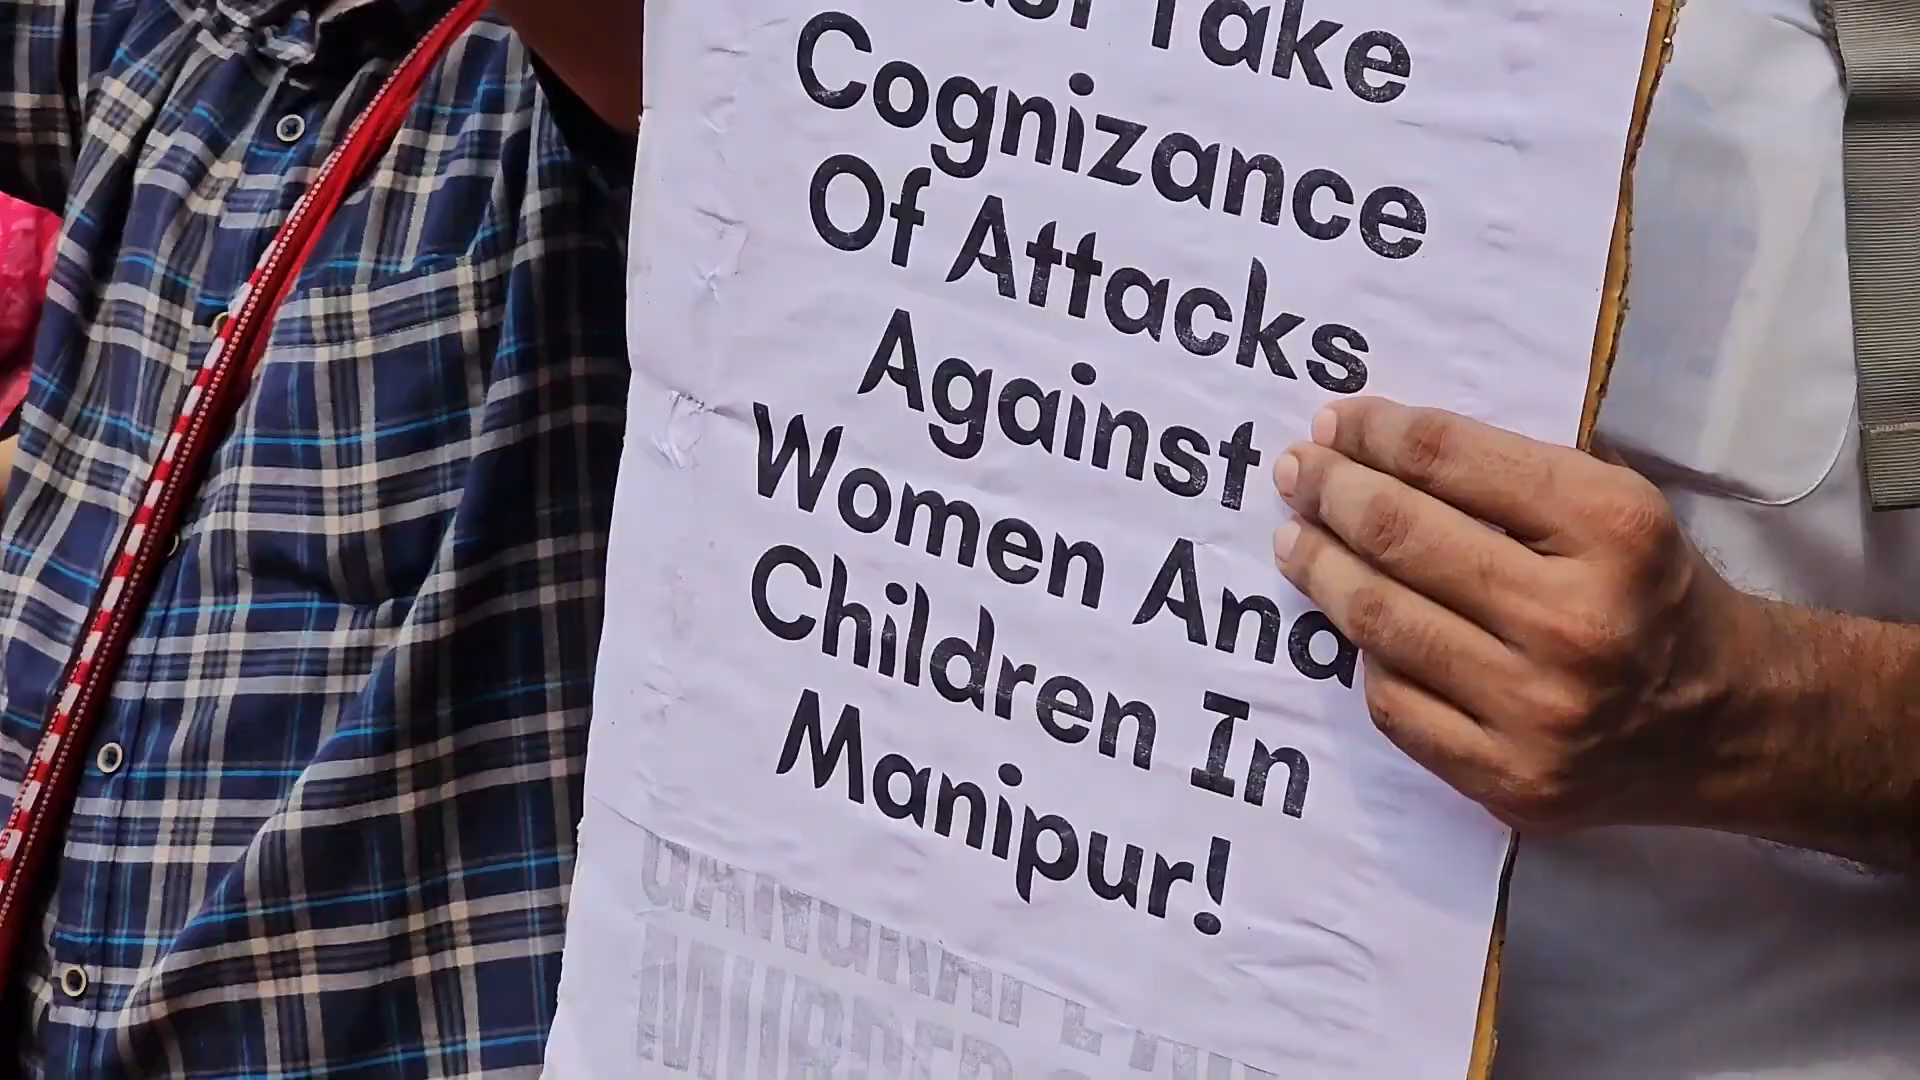 Take
Cognizance
Of Attacks
Against
Women And
Children In
Manipur!